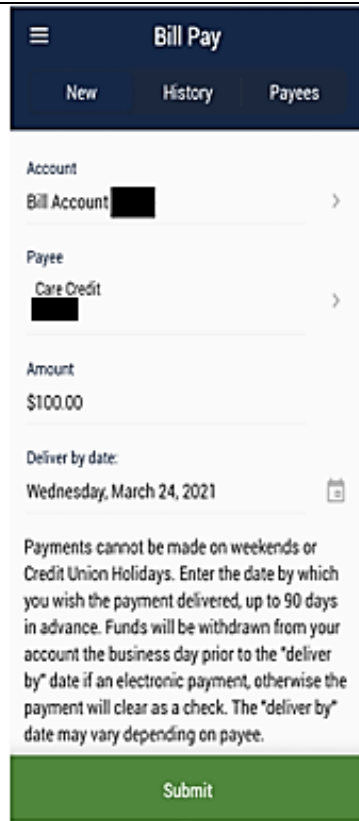 Bill Pay
New History Payees
Account
Bill Account
Payee
Care Credit
Amount
$100.00
Deliver by date:
Wednesday, March 24, 2021
Payments cannot be made on weekends or
Credit Union Holidays. Enter the date by which
you wish the payment delivered, up to 90 days
in advance. Funds will be withdrawn from your
account the business day prior to the "deliver
by" date if an electronic payment, otherwise the
payment will clear as a check. The "deliver by"
date may vary depending on payee.
Submit